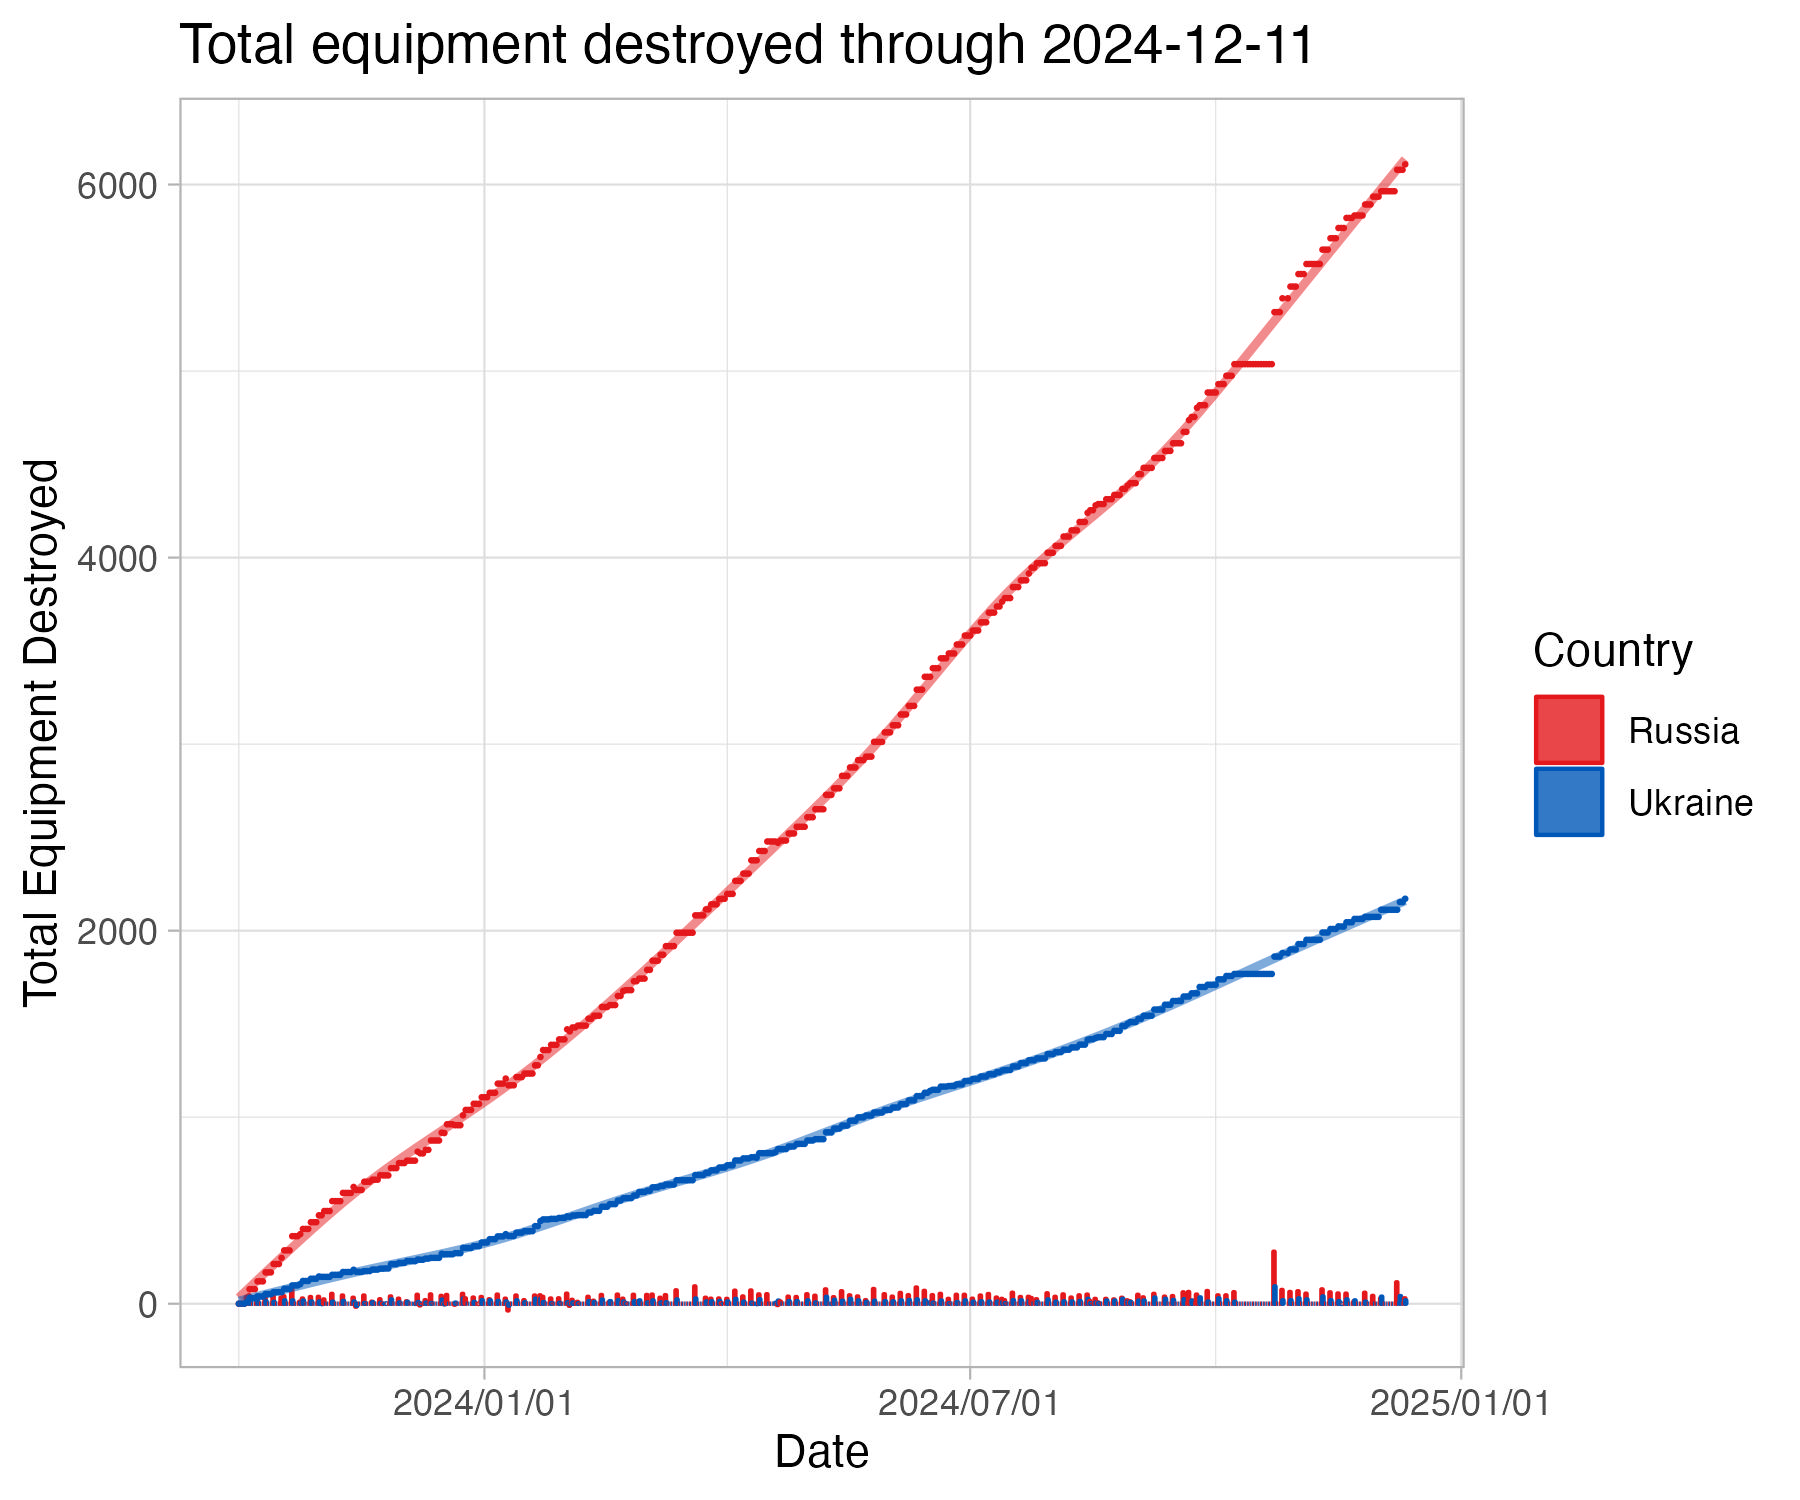 Total equipment destroyed through 2024-12-11
Total Equipment Destroyed
6000
4000
2000
0
2024/01/01
2024/07/01
2025/01/01
Date
Country
Russia
Ukraine